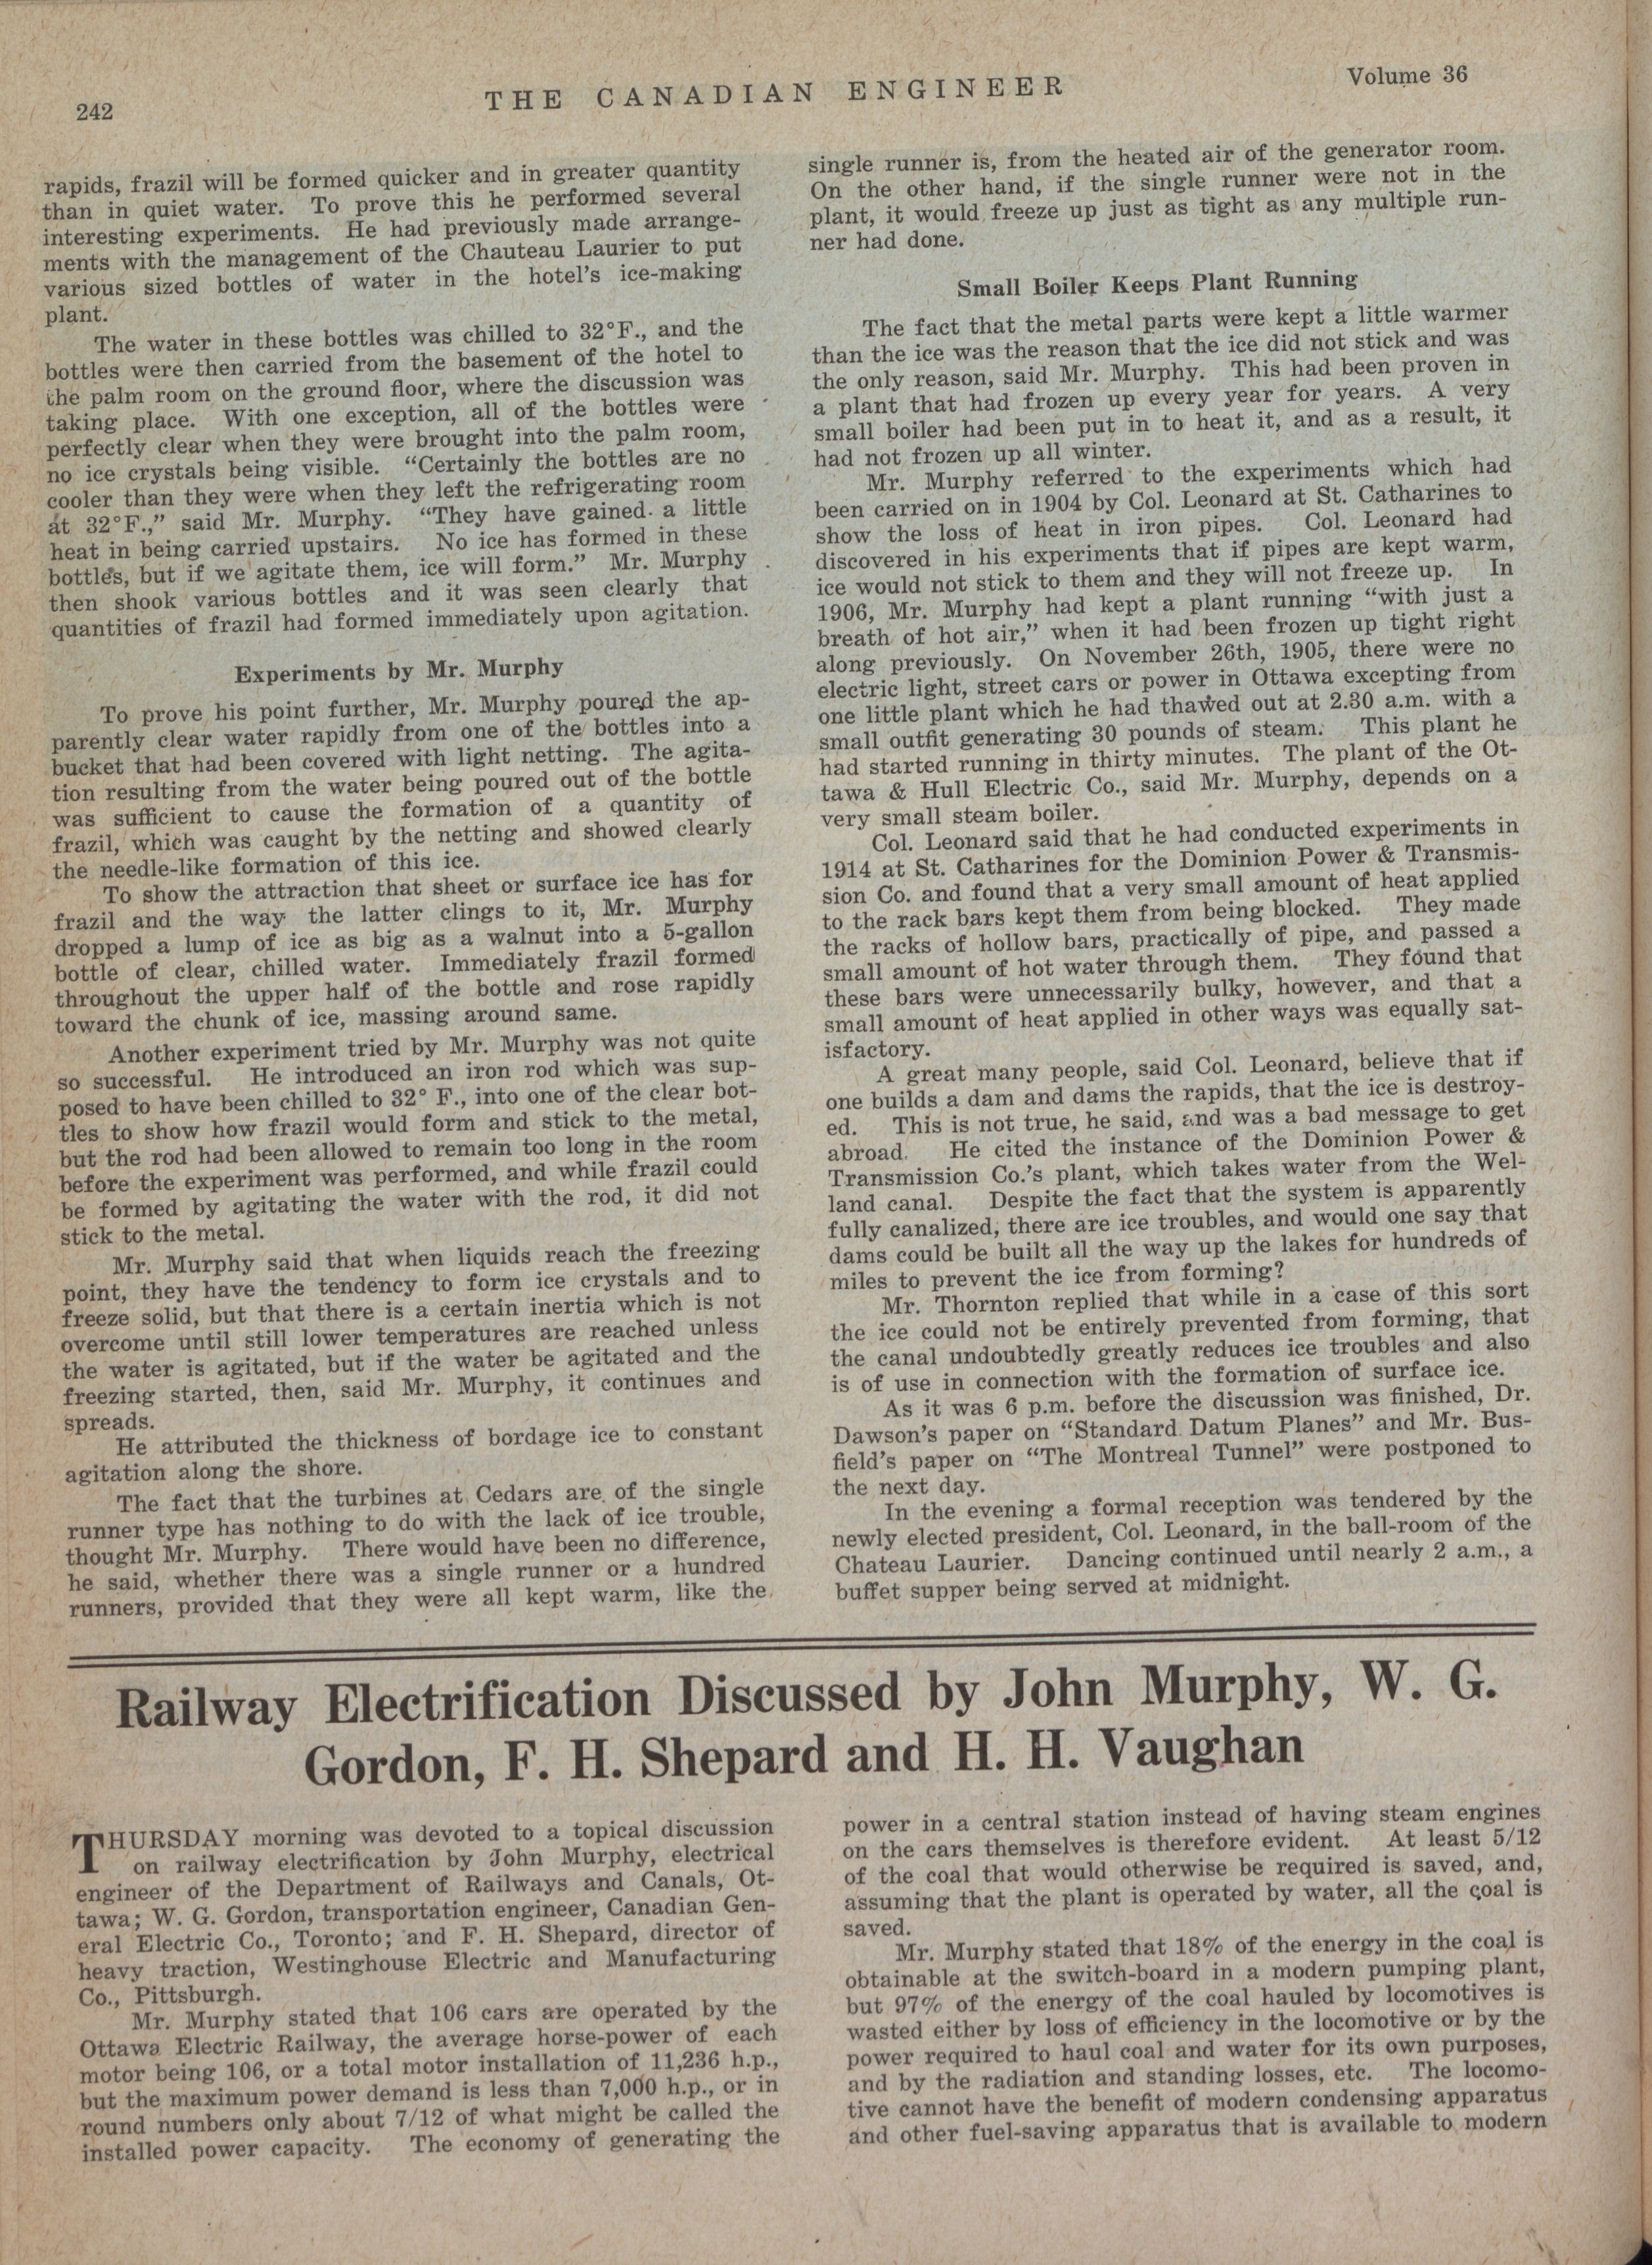 242
THE CANADIAN ENGINEER
Volume 36
rapids, frazil will be formed quicker and in greater quantity
than in quiet water. To prove this he performed several
interesting experiments. He had previously made arrange-
ments with the management of the Chauteau Laurier to put
various sized bottles of water in the hotel's ice-making
plant.
The water in these bottles was chilled to 32°F., and the
bottles were then carried from the basement of the hotel to
the palm room on the ground floor, where the discussion was
taking place. With one exception, all of the bottles were
perfectly clear when they were brought into the palm room,
no ice crystals being visible. "Certainly the bottles are no
cooler than they were when they left the refrigerating room
at 32°F.," said Mr. Murphy. "They have gained a little
heat in being carried upstairs. No ice has formed in these
bottles, but if we agitate them, ice will form." Mr. Murphy
then shook various bottles and it was seen clearly that
quantities of frazil had formed immediately upon agitation.
Experiments by Mr. Murphy
To prove his point further, Mr. Murphy poured the ap-
parently clear water rapidly from one of the bottles into a
bucket that had been covered with light netting. The agita-
tion resulting from the water being poured out of the bottle
was sufficient to cause the formation of a quantity of
frazil, which was caught by the netting and showed clearly
the needle-like formation of this ice.
To show the attraction that sheet or surface ice has for
frazil and the way the latter clings to it, Mr. Murphy
dropped a lump of ice as big as a walnut into a 5-gallon
bottle of clear, chilled water. Immediately frazil formed
throughout the upper half of the bottle and rose rapidly
toward the chunk of ice, massing around same.
Another experiment tried by Mr. Murphy was not quite
so successful. He introduced an iron rod which was sup-
posed to have been chilled to 32° F., into one of the clear bot-
tles to show how frazil would form and stick to the metal,
but the rod had been allowed to remain too long in the room
before the experiment was performed, and while frazil could
be formed by agitating the water with the rod, it did not
stick to the metal.
Mr. Murphy said that when liquids reach the freezing
point, they have the tendency to form ice crystals and to
freeze solid, but that there is a certain inertia which is not
overcome until still lower temperatures are reached unless
the water is agitated, but if the water be agitated and the
freezing started, then, said Mr. Murphy, it continues and
spreads.
He attributed the thickness of bordage ice to constant
agitation along the shore.
The fact that the turbines at Cedars are of the single
runner type has nothing to do with the lack of ice trouble,
thought Mr. Murphy. There would have been no difference,
he said, whether there was a single runner or a hundred
runners, provided that they were all kept warm, like the
single runner is, from the heated air of the generator room.
On the other hand, if the single runner were not in the
plant, it would freeze up just as tight as any multiple run-
ner had done.
Small Boiler Keeps Plant Running
The fact that the metal parts were kept a little warmer
than the ice was the reason that the ice did not stick and was
the only reason, said Mr. Murphy. This had been proven in
a plant that had frozen up every year for years. A very
small boiler had been put in to heat it, and as a result, it
had not frozen up all winter.
Mr. Murphy referred to the experiments which had
been carried on in 1904 by Col. Leonard at St. Catharines to
show the loss of heat in iron pipes. Col. Leonard had
discovered in his experiments that if pipes are kept warm,
ice would not stick to them and they will not freeze up. In
1906, Mr. Murphy had kept a plant running "with just a
breath of hot air," when it had been frozen up tight right
along previously. On November 26th, 1905, there were no
electric light, street cars or power in Ottawa excepting from
one little plant which he had thawed out at 2.30 a.m. with a
small outfit generating 30 pounds of steam. This plant he
had started running in thirty minutes. The plant of the Ot-
tawa & Hull Electric Co., said Mr. Murphy, depends on a
very small steam boiler.
Col. Leonard said that he had conducted experiments in
1914 at St. Catharines for the Dominion Power & Transmis-
sion Co. and found that a very small amount of heat applied
to the rack bars kept them from being blocked. They made
the racks of hollow bars, practically of pipe, and passed a
small amount of hot water through them. They found that
these bars were unnecessarily bulky, however, and that a
small amount of heat applied in other ways was equally sat-
isfactory.
A great many people, said Col. Leonard, believe that if
one builds a dam and dams the rapids, that the ice is destroy-
ed. This is not true, he said, and was a bad message to get
abroad. He cited the instance of the Dominion Power &
Transmission Co.'s plant, which takes water from the Wel-
land canal. Despite the fact that the system is apparently
fully canalized, there are ice troubles, and would one say that
dams could be built all the way up the lakes for hundreds of
miles to prevent the ice from forming?
Mr. Thornton replied that while in a case of this sort
the ice could not be entirely prevented from forming, that
the canal undoubtedly greatly reduces ice troubles and also
is of use in connection with the formation of surface ice.
As it was 6 p.m. before the discussion was finished, Dr.
Dawson's paper on "Standard Datum Planes" and Mr. Bus-
field's paper on "The Montreal Tunnel" were postponed to
the next day.
In the evening a formal reception was tendered by the
newly elected president, Col. Leonard, in the ball-room of the
Chateau Laurier. Dancing continued until nearly 2 a.m., a
buffet supper being served at midnight.
Railway Electrification Discussed by John Murphy, W. G.
Gordon, F. H. Shepard and H. H. Vaughan
THURSDAY morning was devoted to a topical discussion
on railway electrification by John Murphy, electrical
engineer of the Department of Railways and Canals, Ot-
tawa; W. G. Gordon, transportation engineer, Canadian Gen-
eral Electric Co., Toronto; and F. H. Shepard, director of
heavy traction, Westinghouse Electric and Manufacturing
Co., Pittsburgh.
Mr. Murphy stated that 106 cars are operated by the
Ottawa Electric Railway, the average horse-power of each
motor being 106, or a total motor installation of 11,236 h.p.,
but the maximum power demand is less than 7,000 h.p., or in
round numbers only about 7/12 of what might be called the
installed power capacity. The economy of generating the
power in a central station instead of having steam engines
on the cars themselves is therefore evident. At least 5/12
of the coal that would otherwise be required is saved, and,
assuming that the plant is operated by water, all the coal is
saved.
Mr. Murphy stated that 18% of the energy in the coal is
obtainable at the switch-board in a modern pumping plant,
but 97% of the energy of the coal hauled by locomotives is
wasted either by loss of efficiency in the locomotive or by the
power required to haul coal and water for its own purposes,
and by the radiation and standing losses, etc. The locomo-
tive cannot have the benefit of modern condensing apparatus
and other fuel-saving apparatus that is available to modern